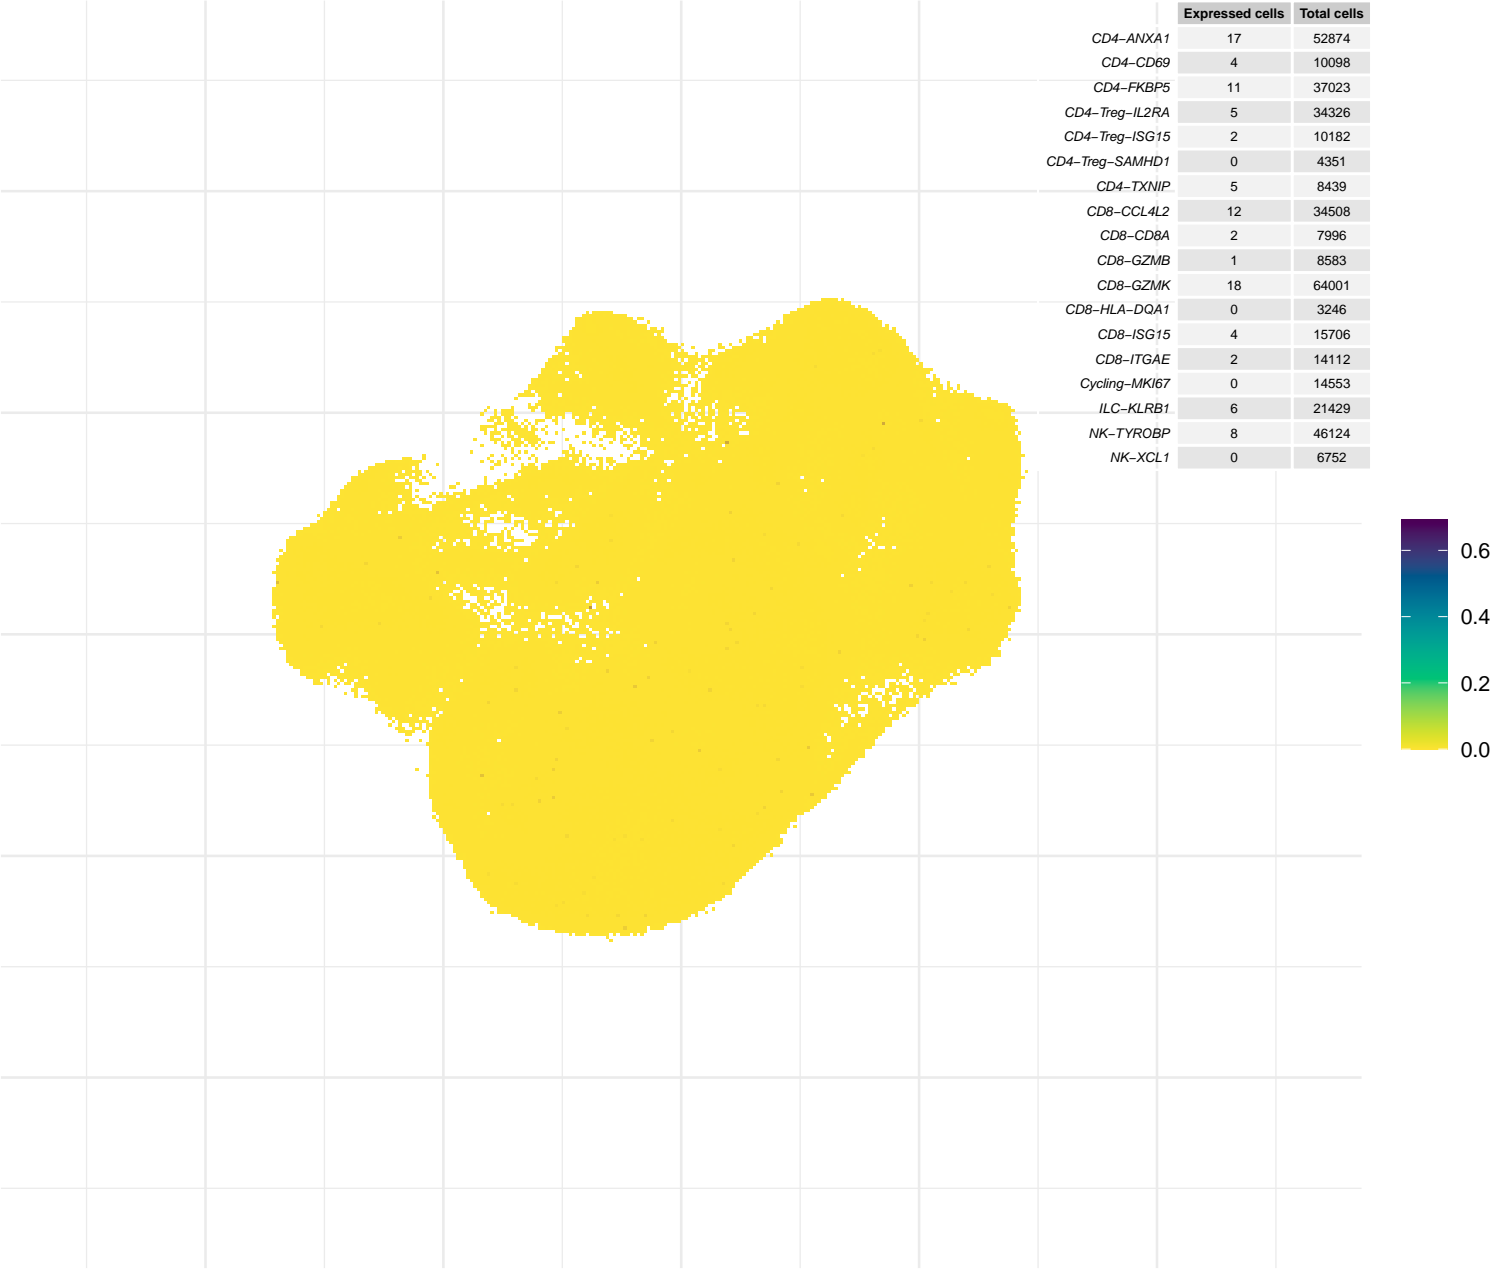 Expressed cells Total cells
CD4−ANXA1 17 52874
CD4−CD69 4 10098
CD4−FKBP5 11 37023
CD4−Treg−IL2RA 5 34326
CD4−Treg−ISG15 2 10182
CD4−Treg−SAMHD1 0 4351
CD4−TXNIP 5 8439
CD8−CCL4L2 12 34508
CD8−CD8A 2 7996
CD8−GZMB 1 8583
CD8−GZMK 18 64001
CD8−HLA−DQA1 0 3246
CD8−ISG15 4 15706
CD8−ITGAE 2 14112
Cycling−MKI67 0 14553
ILC−KLRB1 6 21429
NK−TYROBP 8 46124
NK−XCL1 0 6752
0.6
0.4
0.2
0.0